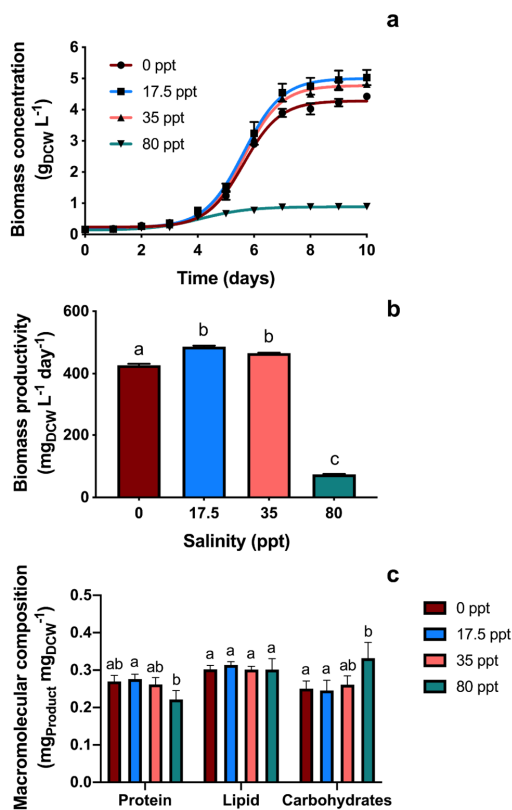 a
0 ppt
17.5 ppt
35 ppt
80 ppt
Biomass concentration
(gDCW L-1)
6
5
4
3
2
1
0
0 2 4 6 8 10
Time (days)
b
Biomass productivity
(mgDCW L-1 day-1)
600
400
200
0
a b b c
0 17.5 35 80
Salinity (ppt)
c
Macromolecular composition
(mgProduct mgDCW-1)
0.5
0.4
0.3
0.2
0.1
0.0
ab a ab b a a a a a a ab b
Protein Lipid Carbohydrates
0 ppt
17.5 ppt
35 ppt
80 ppt